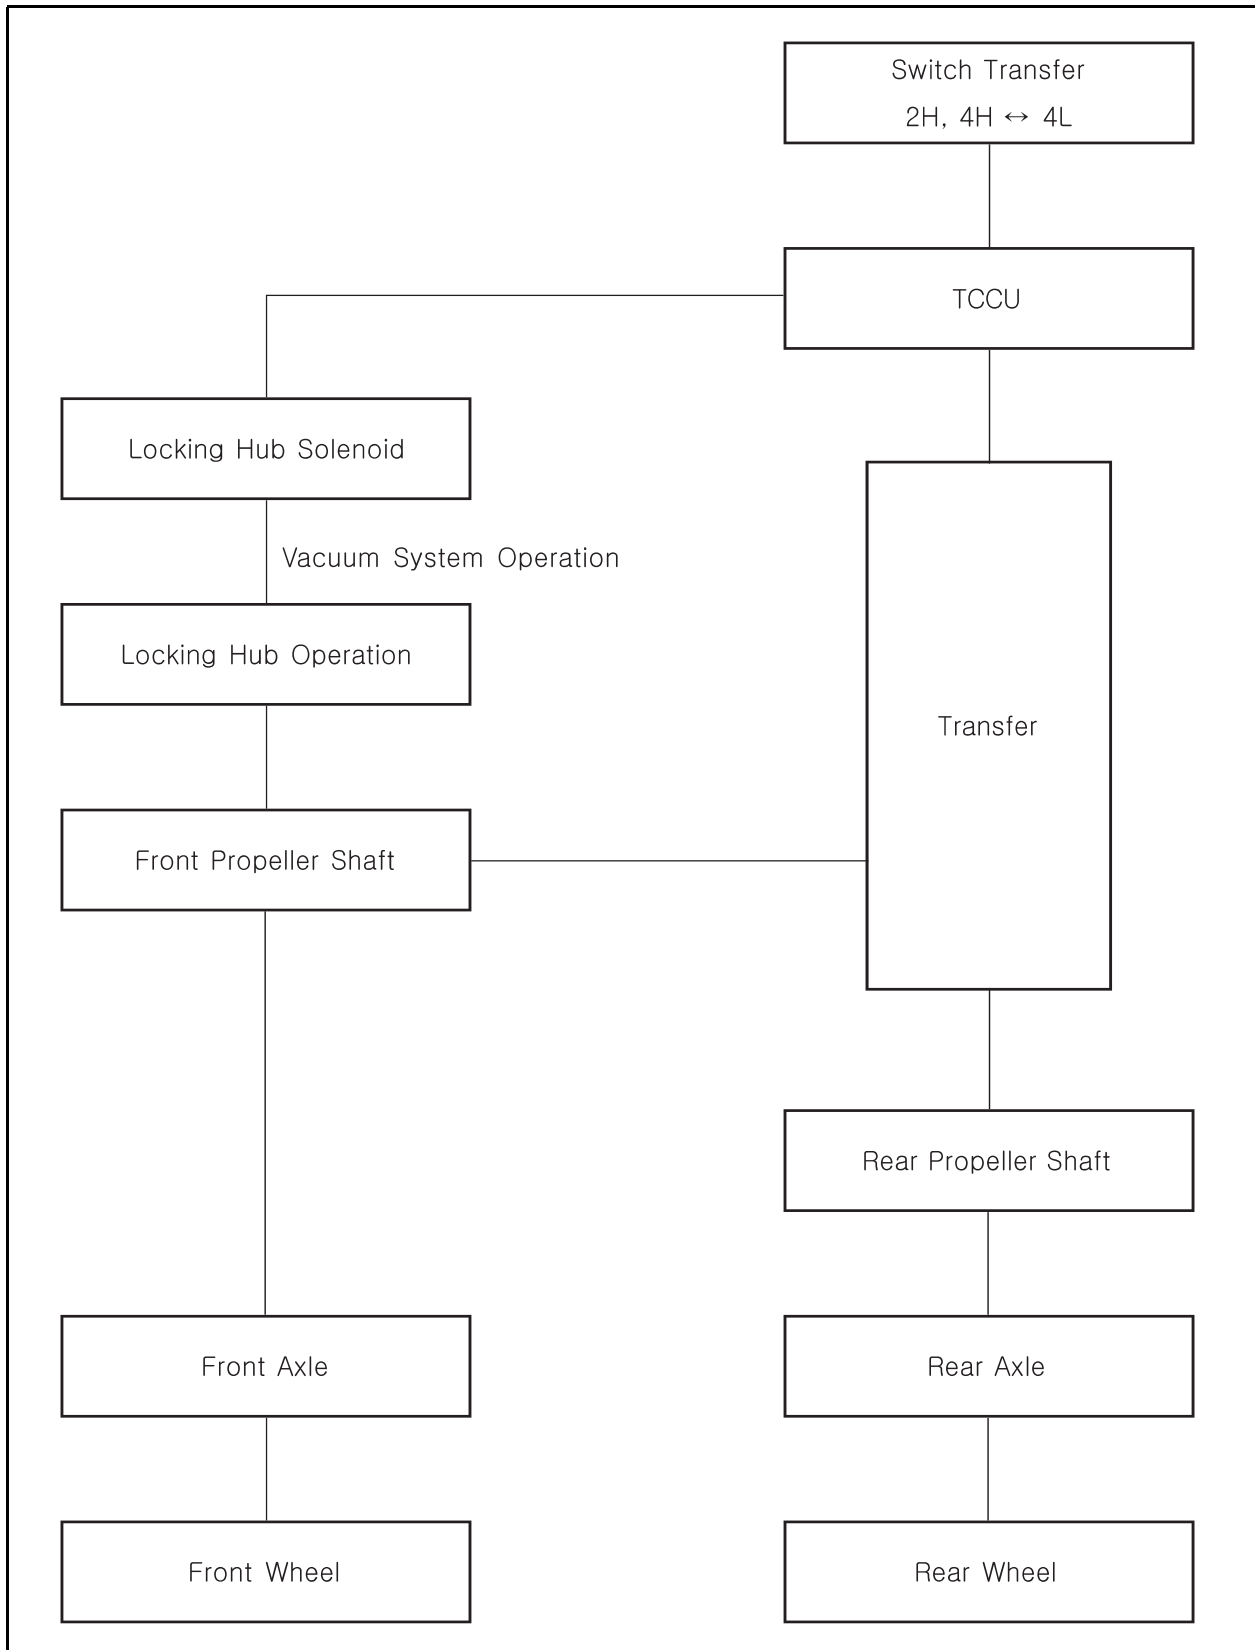 Switch Transfer
2H, 4H ↔ 4L
TCCU
Locking Hub Solenoid
Vacuum System Operation
Locking Hub Operation
Transfer
Front Propeller Shaft
Rear Propeller Shaft
Front Axle
Rear Axle
Front Wheel
Rear Wheel